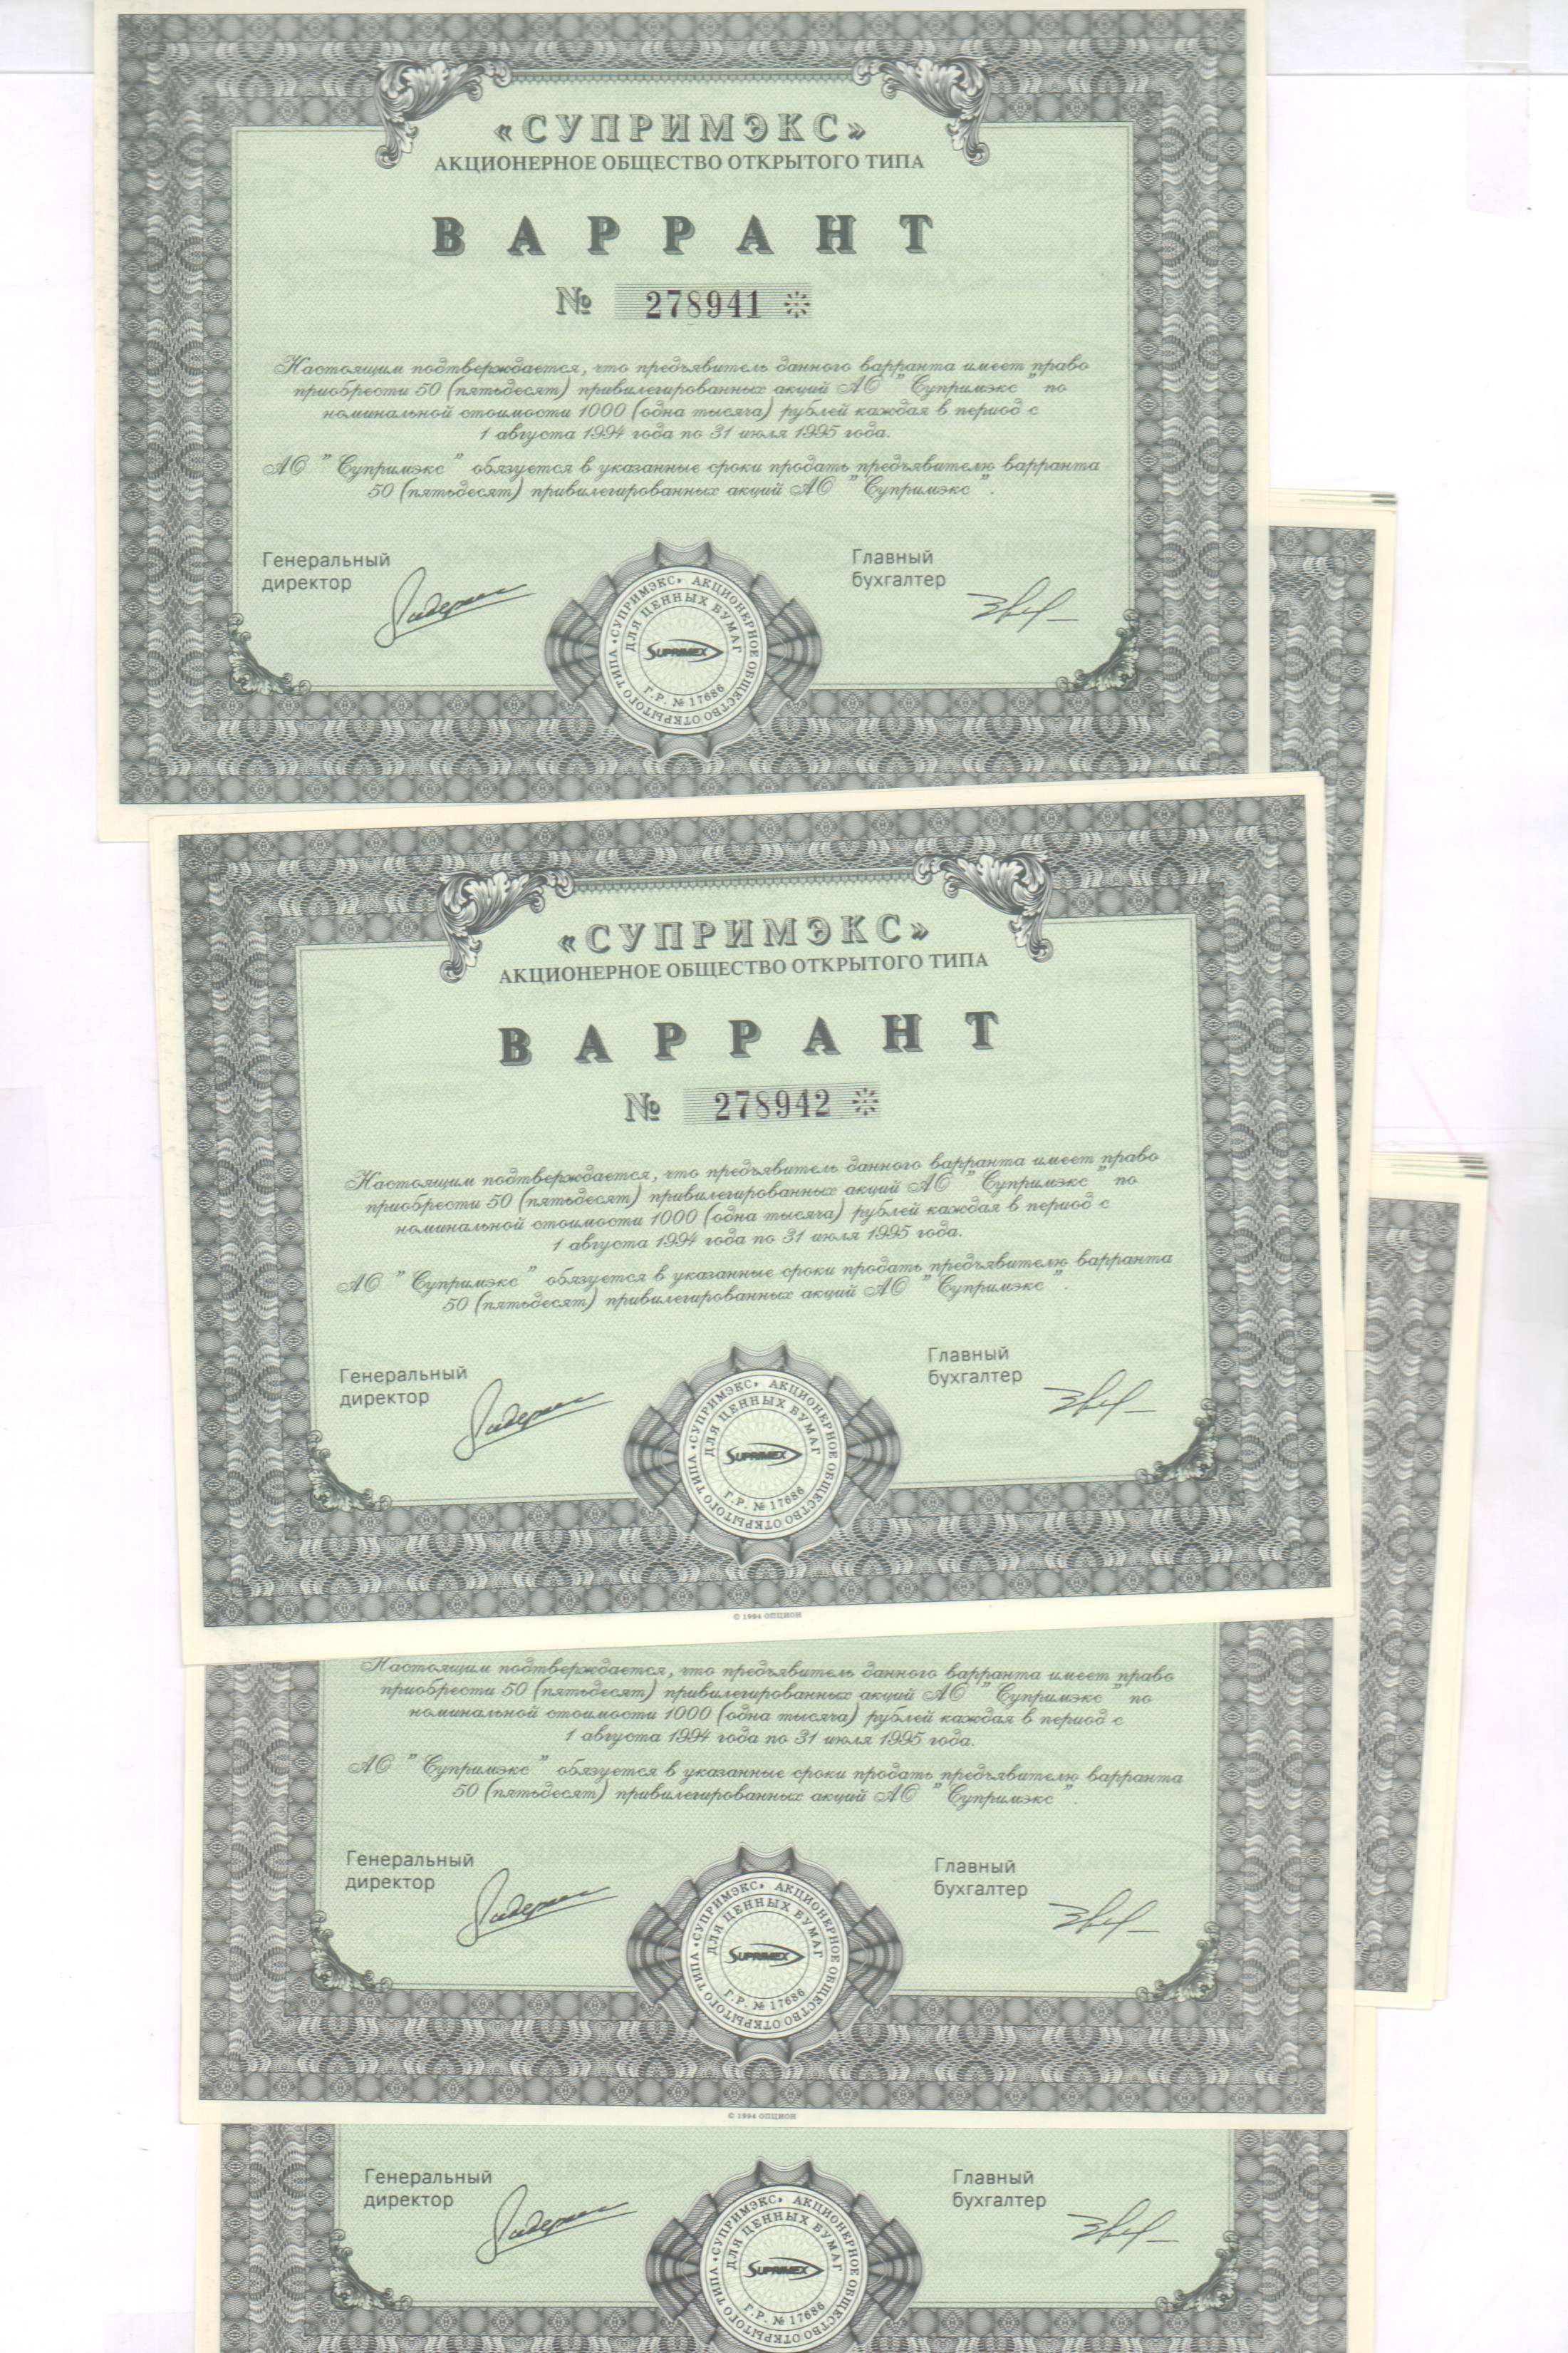 «СУПРИМЭКС»
АКЦИОНЕРНОЕ ОБЩЕСТВО ОТКРЫТОГО ТИПА
ВАРРАНТ
№ 278941
Настоящим подтверждается, что предъявитель данного варранта имеет право
приобрести 50 (пятьдесят) привилегированных акций АО "Супримэкс" по
номинальной стоимости 1000 (одна тысяча) рублей каждая в период с
1 августа 1994 года по 31 июля 1995 года.
АО "Супримэкс" обязуется в указанные сроки продать предъявителю варранта
50 (пятьдесят) привилегированных акций АО "Супримэкс".
Генеральный
директор
Главный
бухгалтер
АКЦИОНЕРНОЕ ОБЩЕСТВО ОТКРЫТОГО ТИПА «СУПРИМЭКС»
ДЛЯ ЦЕННЫХ БУМАГ
SUPRIMEX
Г.Р. № 17686
«СУПРИМЭКС»
АКЦИОНЕРНОЕ ОБЩЕСТВО ОТКРЫТОГО ТИПА
ВАРРАНТ
№ 278942
Настоящим подтверждается, что предъявитель данного варранта имеет право
приобрести 50 (пятьдесят) привилегированных акций АО "Супримэкс" по
номинальной стоимости 1000 (одна тысяча) рублей каждая в период с
1 августа 1994 года по 31 июля 1995 года.
АО "Супримэкс" обязуется в указанные сроки продать предъявителю варранта
50 (пятьдесят) привилегированных акций АО "Супримэкс".
Генеральный
директор
Главный
бухгалтер
АКЦИОНЕРНОЕ ОБЩЕСТВО ОТКРЫТОГО ТИПА «СУПРИМЭКС»
ДЛЯ ЦЕННЫХ БУМАГ
SUPRIMEX
Г.Р. № 17686
© 1994 ОПЦИОН
Настоящим подтверждается, что предъявитель данного варранта имеет право
приобрести 50 (пятьдесят) привилегированных акций АО "Супримэкс" по
номинальной стоимости 1000 (одна тысяча) рублей каждая в период с
1 августа 1994 года по 31 июля 1995 года.
АО "Супримэкс" обязуется в указанные сроки продать предъявителю варранта
50 (пятьдесят) привилегированных акций АО "Супримэкс".
Генеральный
директор
Главный
бухгалтер
АКЦИОНЕРНОЕ ОБЩЕСТВО ОТКРЫТОГО ТИПА «СУПРИМЭКС»
ДЛЯ ЦЕННЫХ БУМАГ
SUPRIMEX
Г.Р. № 17686
© 1994 ОПЦИОН
Генеральный
директор
Главный
бухгалтер
АКЦИОНЕРНОЕ ОБЩЕСТВО ОТКРЫТОГО ТИПА «СУПРИМЭКС»
ДЛЯ ЦЕННЫХ БУМАГ
SUPRIMEX
Г.Р. № 17686